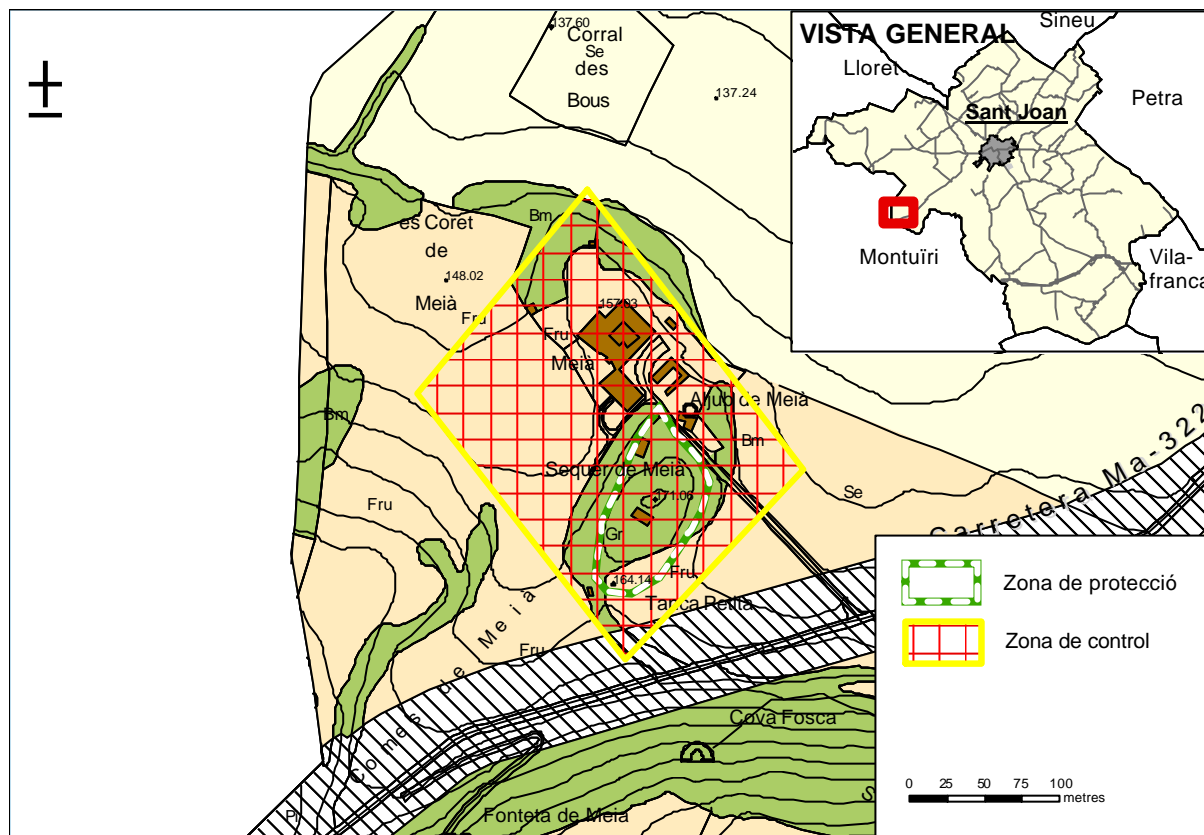 137.60
Corral
Se
des
Bous
137.24
VISTA GENERAL
Sineu
Lloret
Petra
Sant Joan
Montuïri
Vila-
franca
Bm
es Coret
de
148.02
Meià
Fru
157.03
Fru
Meià
Aljub de Meià
Bm
Bm
Sequer de Meià
171.06
Se
Fru
Gr
Carretera Ma-322
164.14
Fru
Tanca Petita
Fru
Comes de Meia
Cova Fosca
Fonteta de Meia
Pi
S
Zona de protecció
Zona de control
0 25 50 75 100
metres